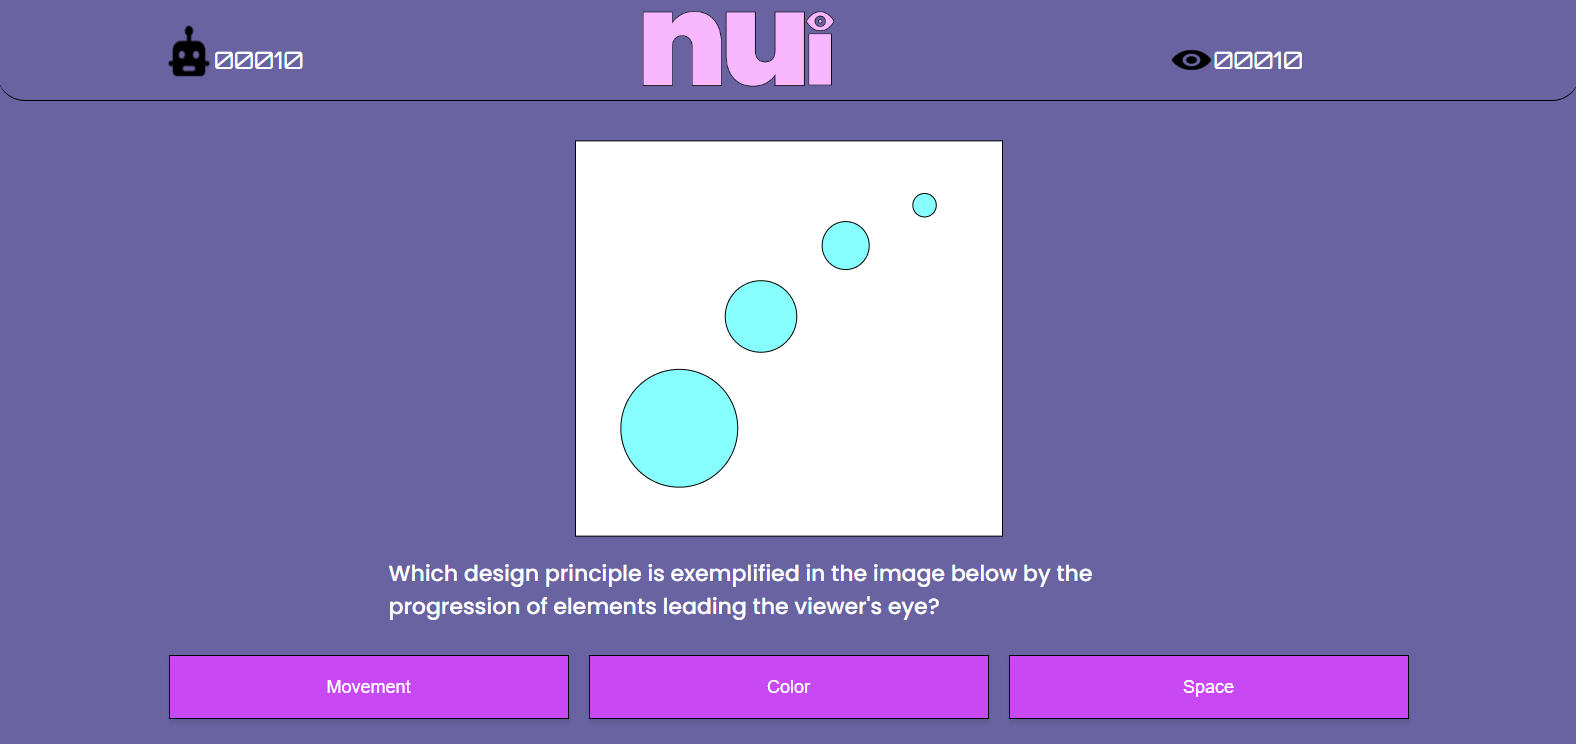 00010
nui
00010
Which design principle is exemplified in the image below by the
progression of elements leading the viewer's eye?
Movement
Color
Space